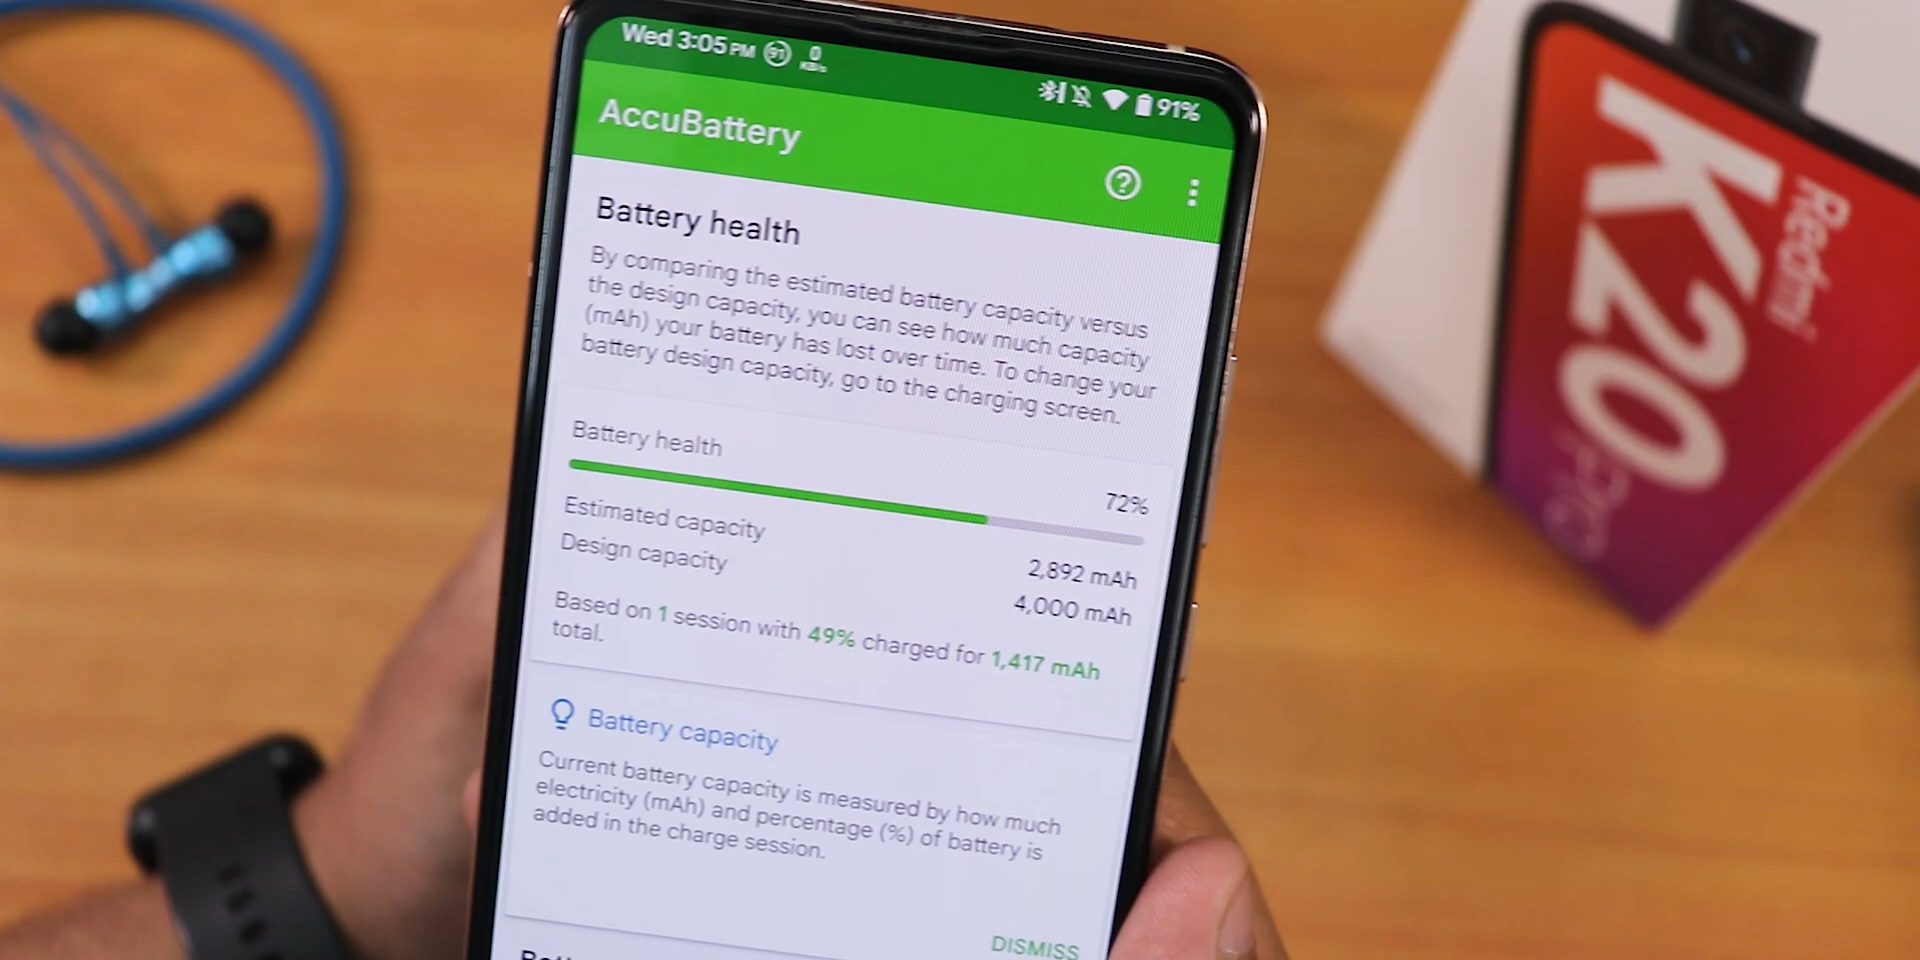 Wed 3:05 PM 91 0 KB/s
91%
AccuBattery
Battery health
By comparing the estimated battery capacity versus
the design capacity, you can see how much capacity
(mAh) your battery has lost over time. To change your
battery design capacity, go to the charging screen.
Battery health
72%
Estimated capacity 2,892 mAh
Design capacity 4,000 mAh
Based on 1 session with 49% charged for 1,417 mAh
total.
Battery capacity
Current battery capacity is measured by how much
electricity (mAh) and percentage (%) of battery is
added in the charge session.
DISMISS
Redmi
K20
Pro